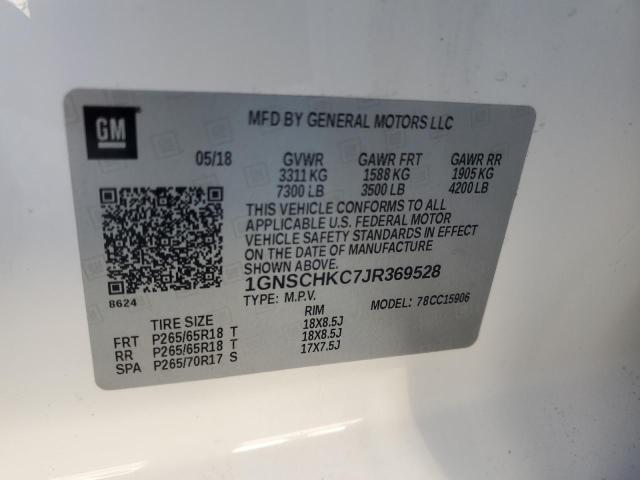 GM
MFD BY GENERAL MOTORS LLC
05/18 GVWR GAWR FRT GAWR RR
3311 KG 1588 KG 1905 KG
7300 LB 3500 LB 4200 LB
THIS VEHICLE CONFORMS TO ALL
APPLICABLE U.S. FEDERAL MOTOR
VEHICLE SAFETY STANDARDS IN EFFECT
ON THE DATE OF MANUFACTURE
SHOWN ABOVE.
1GNSCHKC7JR369528
8624
TYPE: M.P.V. MODEL: 78CC15906
TIRE SIZE RIM
FRT P265/65R18 T 18X8.5J
RR P265/65R18 T 18X8.5J
SPA P265/70R17 S 17X7.5J